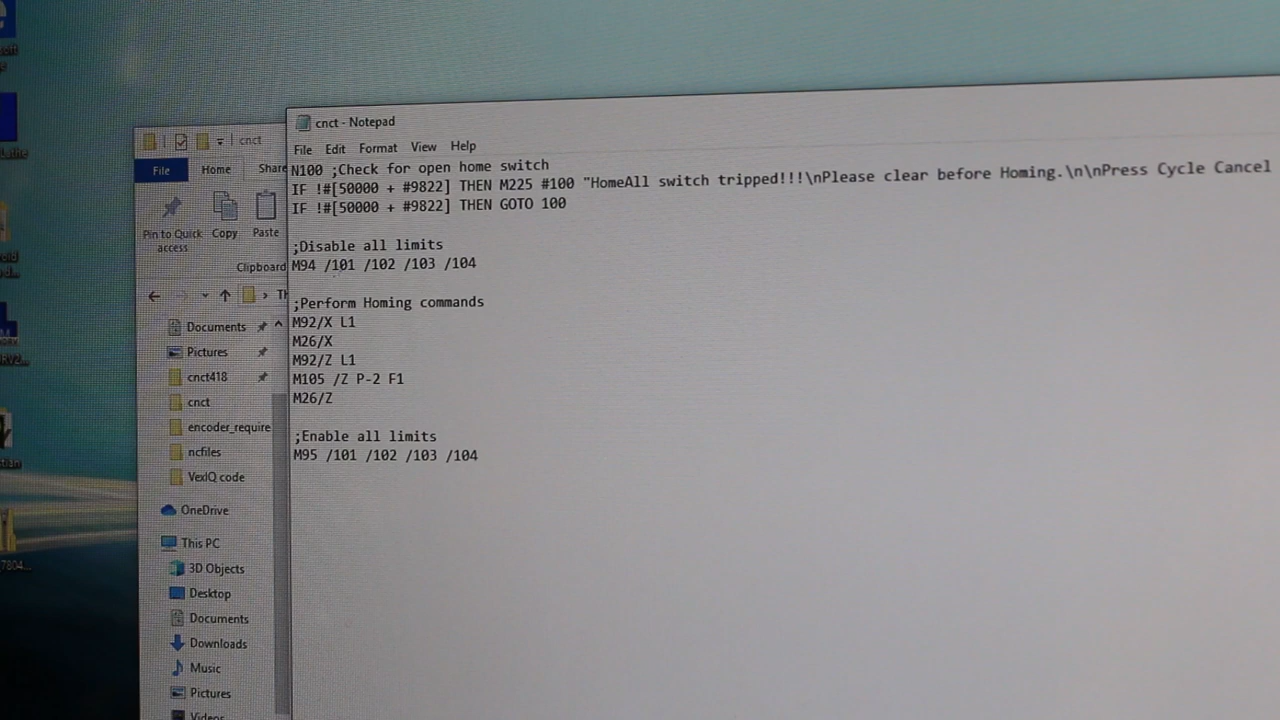 cnct - Notepad
File Edit Format View Help
N100 ;Check for open home switch
IF !#[50000 + #9822] THEN M225 #100 "HomeAll switch tripped!!!\nPlease clear before Homing.\n\nPress Cycle Cancel
IF !#[50000 + #9822] THEN GOTO 100
;Disable all limits
M94 /101 /102 /103 /104
;Perform Homing commands
M92/X L1
M26/X
M92/Z L1
M105 /Z P-2 F1
M26/Z
;Enable all limits
M95 /101 /102 /103 /104
cnct
File Home Share
Pin to Quick access
Copy
Paste
Clipboard
Documents
Pictures
cnct418
cnct
encoder_require
ncfiles
VexIQ code
OneDrive
This PC
3D Objects
Desktop
Documents
Downloads
Music
Pictures
Videos
7804...